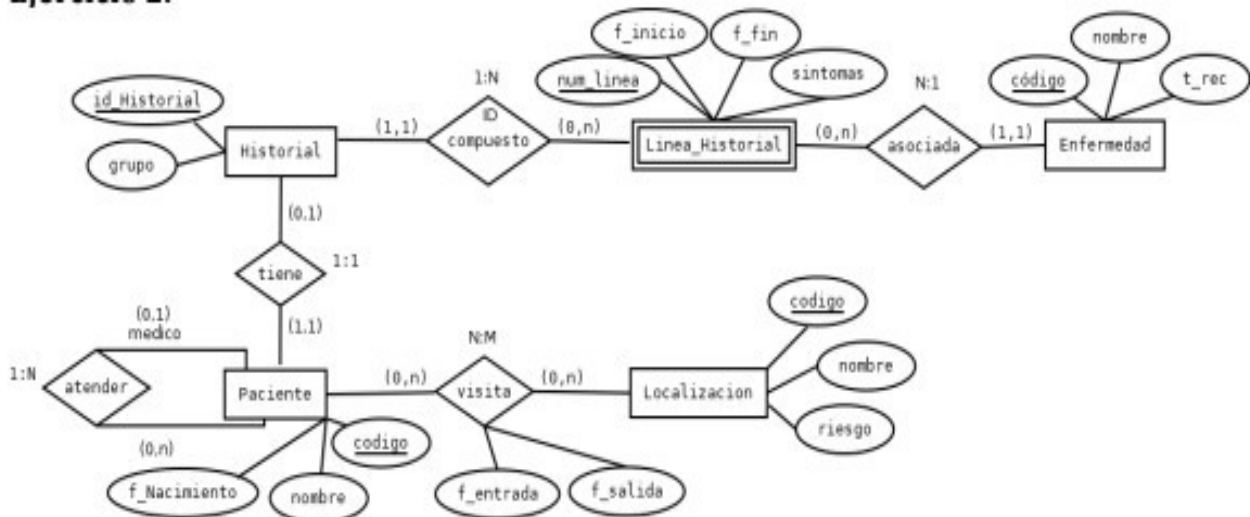 f_inicio
f_fin
nombre
num_linea
sintomas
código
t_rec
1:N
N:1
id_Historial
ID
compuesto
(1,1)
(0,n)
Historial
Linea_Historial
(0,n)
asociada
(1,1)
Enfermedad
grupo
(0.1)
tiene
1:1
(1.1)
(0.1)
medico
1:N
atender
(0,n)
Paciente
(0,n)
N:M
visita
(0,n)
Localizacion
codigo
nombre
riesgo
codigo
f_Nacimiento
nombre
f_entrada
f_salida